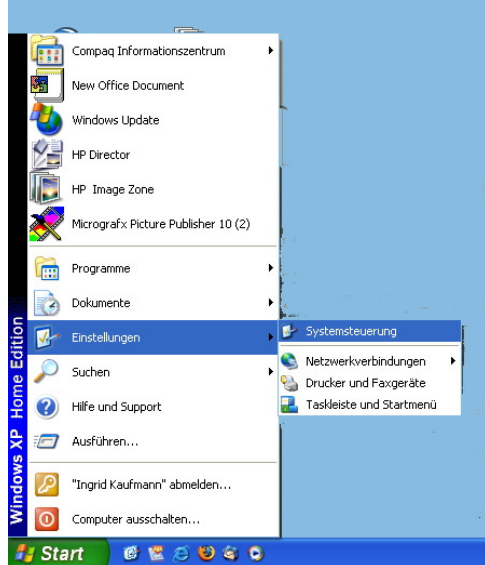 Compaq Informationszentrum
New Office Document
Windows Update
HP Director
HP Image Zone
Micrografx Picture Publisher 10 (2)
Programme
Dokumente
Einstellungen
Suchen
Hilfe und Support
Ausführen...
"Ingrid Kaufmann" abmelden...
Computer ausschalten...
Systemsteuerung
Netzwerkverbindungen
Drucker und Faxgeräte
Taskleiste und Startmenü
Windows XP Home Edition
Start